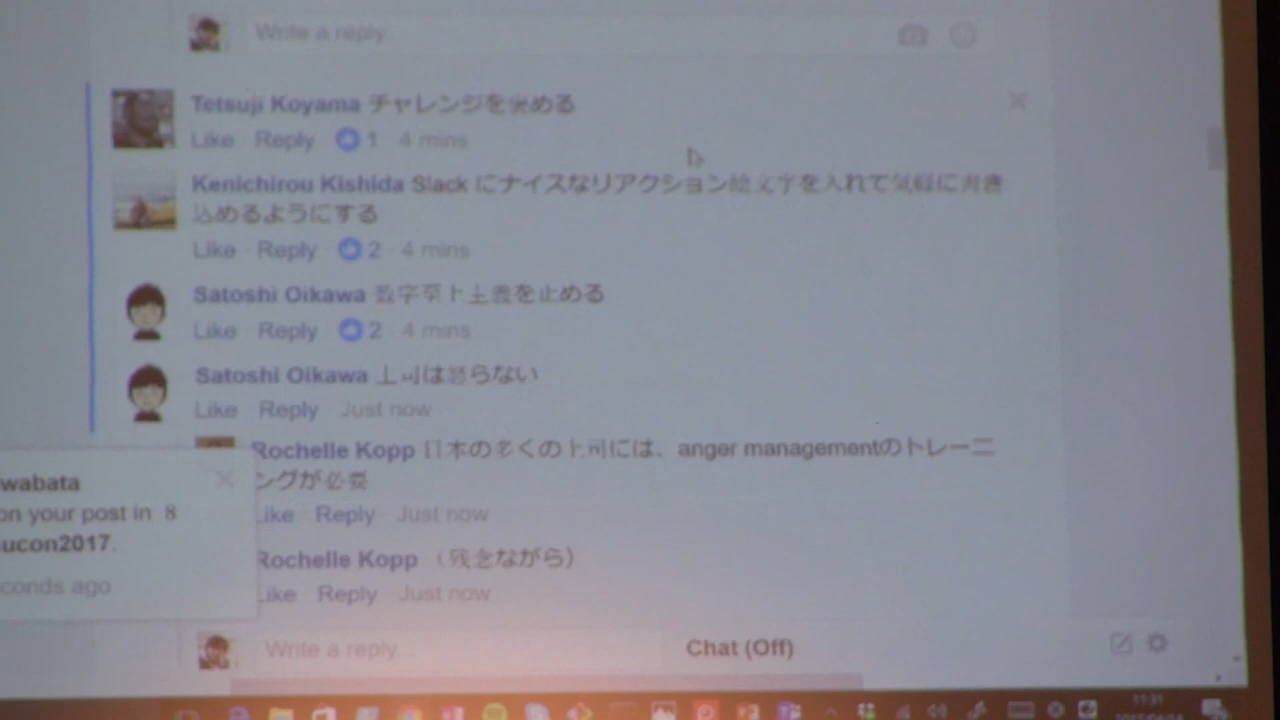 Write a reply
Tetsuji Koyama チャレンジを褒める
Like Reply 1 4 mins
Kenichirou Kishida Slack にナイスなリアクション絵文字を入れて気軽に書き
込めるようにする
Like Reply 2 4 mins
Satoshi Oikawa 数字至上主義を止める
Like Reply 2 4 mins
Satoshi Oikawa 上司は怒らない
Like Reply Just now
Rochelle Kopp 日本の多くの上司には、anger managementのトレーニ
ングが必要
Like Reply Just now
Rochelle Kopp （残念ながら）
Like Reply Just now
wabata
on your post in 8
ucon2017.
conds ago
Write a reply...
Chat (Off)
11:31